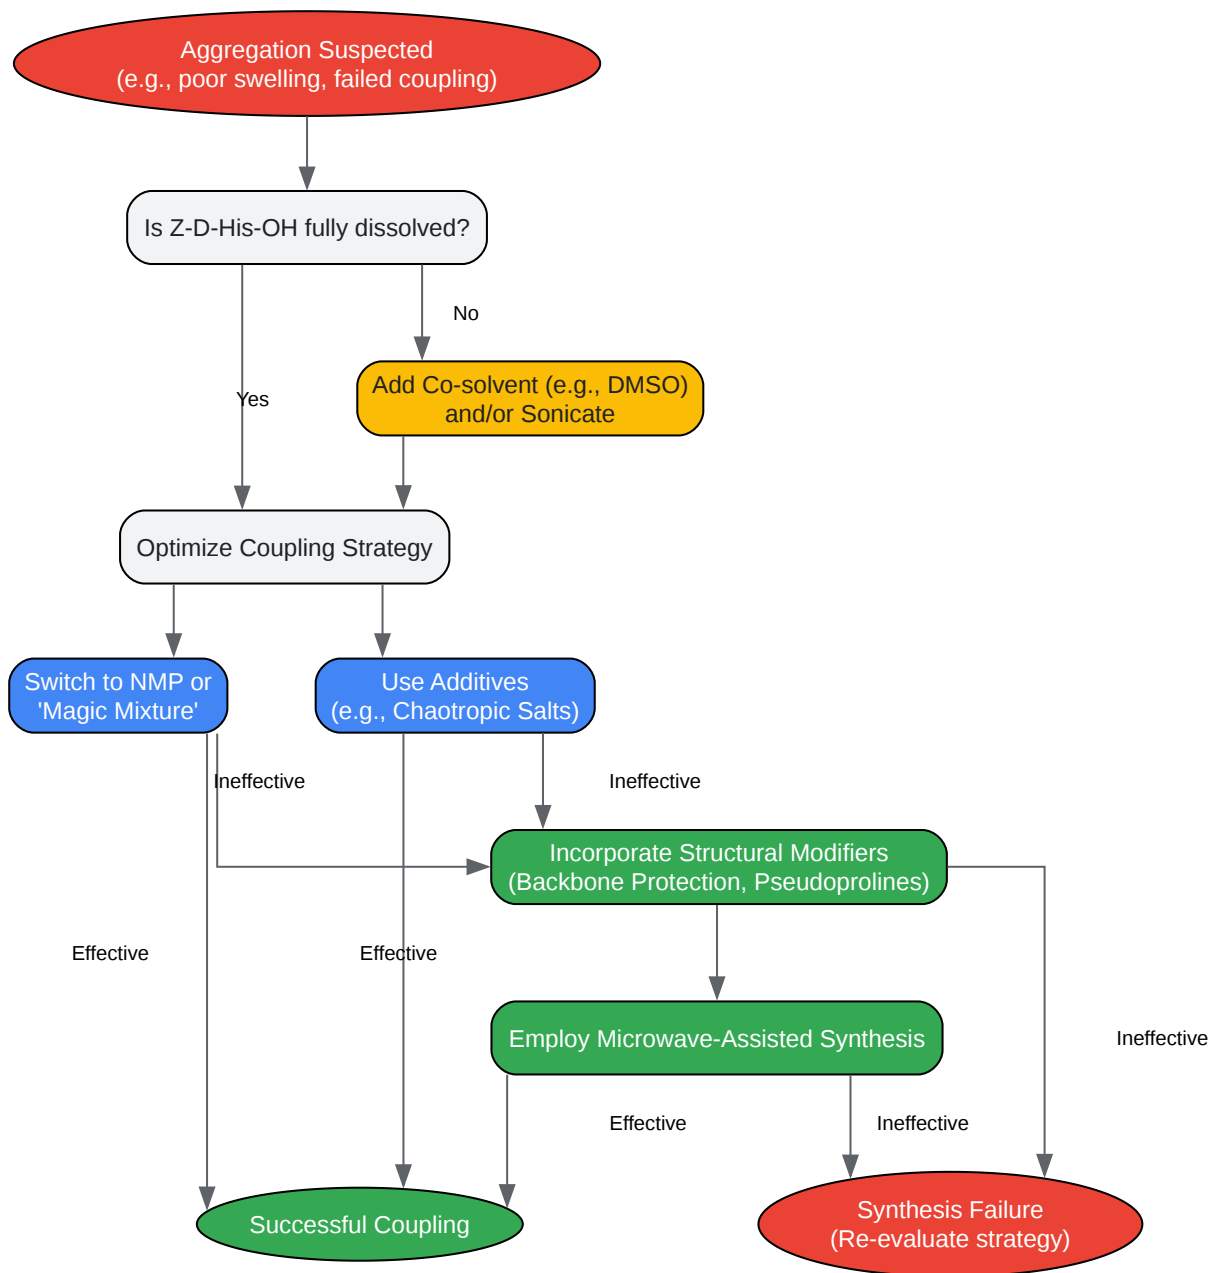 Aggregation Suspected
(e.g., poor swelling, failed coupling)
Is Z-D-His-OH fully dissolved?
No
Yes
Add Co-solvent (e.g., DMSO)
and/or Sonicate
Optimize Coupling Strategy
Switch to NMP or
'Magic Mixture'
Use Additives
(e.g., Chaotropic Salts)
Ineffective
Ineffective
Incorporate Structural Modifiers
(Backbone Protection, Pseudoprolines)
Effective
Effective
Employ Microwave-Assisted Synthesis
Ineffective
Effective
Ineffective
Successful Coupling
Synthesis Failure
(Re-evaluate strategy)